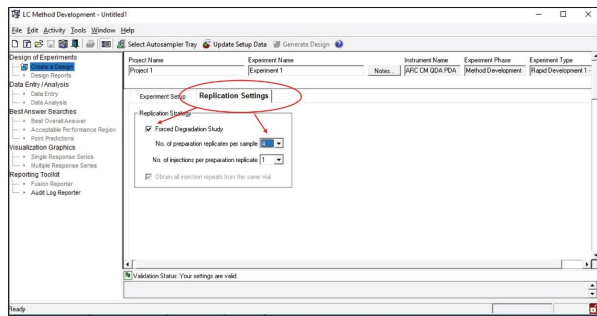 LC Method Development - Untitled1
File Edit Activity Tools Window Help
Select Autosampler Tray Update Setup Data Generate Design
Design of Experiments
Create a Design
Design Reports
Data Entry / Analysis
Data Entry
Data Analysis
Best Answer Searches
Best Overall Answer
Acceptable Performance Region
Point Predictions
Visualization Graphics
Single Response Series
Multiple Response Series
Reporting Toolkit
Fusion Reporter
Audit Log Reporter
Project Name Experiment Name Instrument Name Experiment Phase Experiment Type
Project 1 Experiment 1 Notes... ARC CM QDA PDA Method Development Rapid Development 1 -
Experiment Setup Replication Settings
Replication Strategy
Forced Degradation Study
No. of preparation replicates per sample 4
No. of injections per preparation replicate 1
Obtain all injection repeats from the same vial
Validation Status: Your settings are valid.
Ready